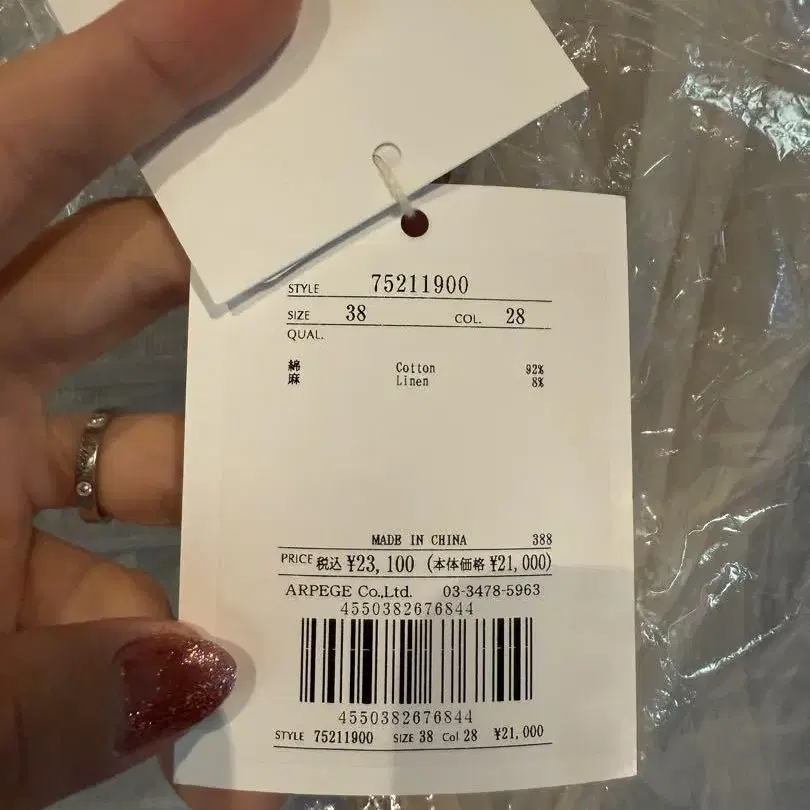 STYLE 75211900
SIZE 38 COL. 28
QUAL.
綿 Cotton 92%
麻 Linen 8%
MADE IN CHINA 388
PRICE 税込 ¥23,100 (本体価格 ¥21,000)
ARPEGE Co.,Ltd. 03-3478-5963
4550382676844
4550382676844
STYLE 75211900 SIZE 38 Col 28 ¥21,000